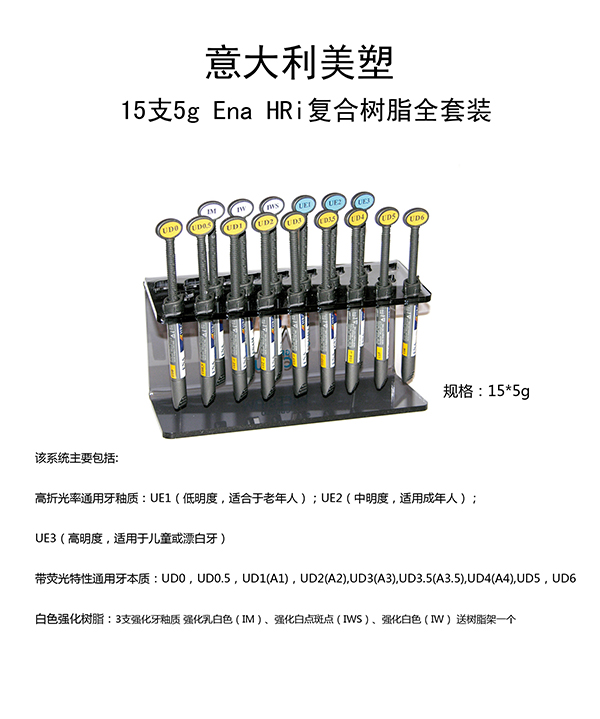 意大利美塑
15支5g Ena HRi复合树脂全套装
IM IW IWS UE1 UE2 UE3
UD0 UD0.5 UD1 UD2 UD3 UD3.5 UD4 UD5 UD6
规格：15*5g
该系统主要包括:
高折光率通用牙釉质：UE1（低明度，适合于老年人）；UE2（中明度，适用成年人）；
UE3（高明度，适用于儿童或漂白牙）
带荧光特性通用牙本质：UD0，UD0.5，UD1(A1)，UD2(A2),UD3(A3),UD3.5(A3.5),UD4(A4),UD5，UD6
白色强化树脂：3支强化牙釉质 强化乳白色（IM）、强化白点斑点（IWS）、强化白色（IW） 送树脂架一个